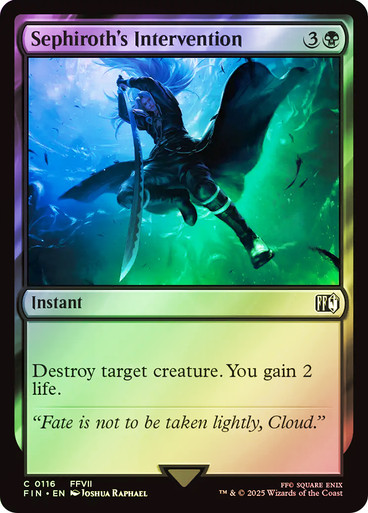 Sephiroth's Intervention 3
Instant
Destroy target creature. You gain 2
life.
"Fate is not to be taken lightly, Cloud."
C 0116 FFVII
FIN • EN Joshua Raphael
FF© SQUARE ENIX
™ & © 2025 Wizards of the Coast